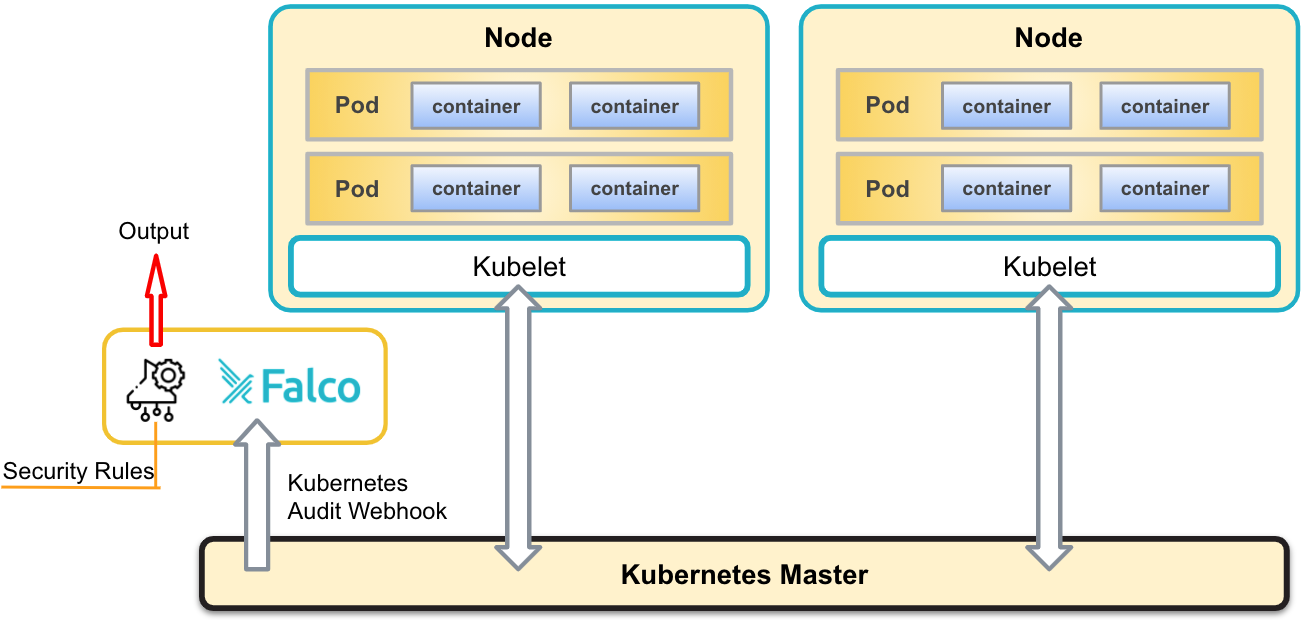 Node
Pod container container
Pod container container
Kubelet
Node
Pod container container
Pod container container
Kubelet
Output
Falco
Security Rules
Kubernetes
Audit Webhook
Kubernetes Master